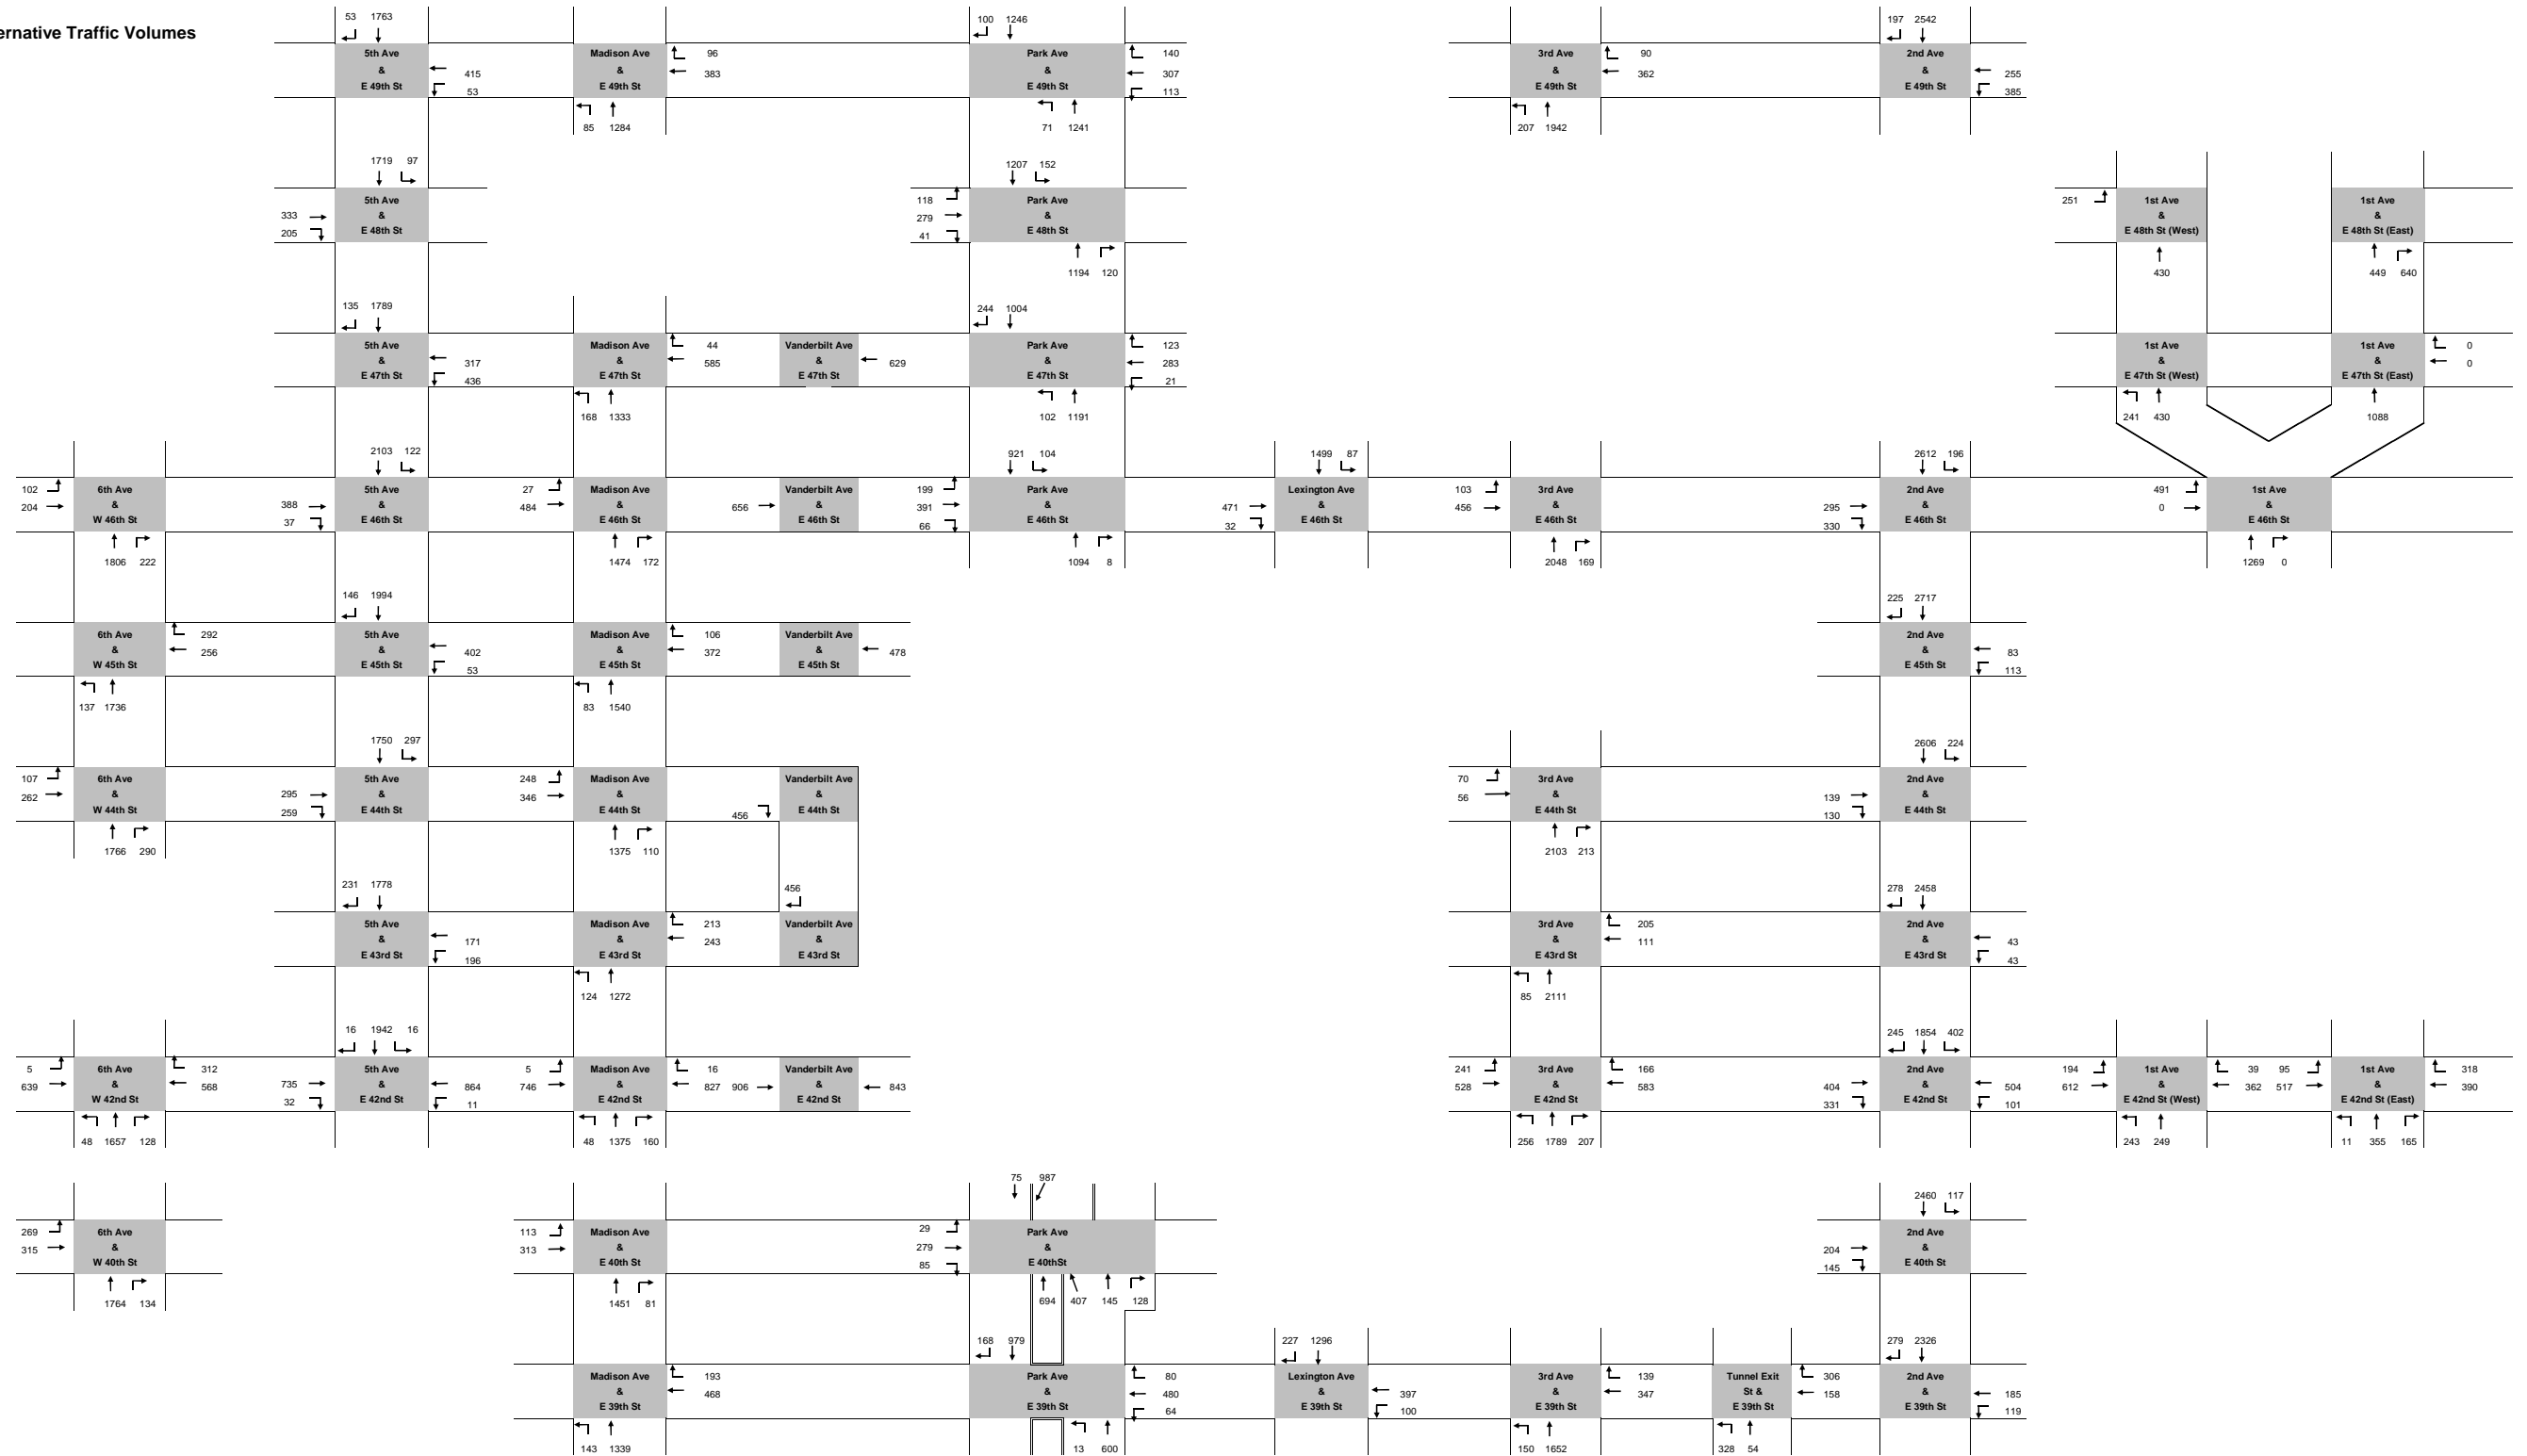 ernative Traffic Volumes
53 1763
100 1246
197 2542
5th Ave
&
E 49th St
415
53
Madison Ave
&
E 49th St
96
383
85 1284
Park Ave
&
E 49th St
140
307
113
71 1241
3rd Ave
&
E 49th St
90
362
207 1942
2nd Ave
&
E 49th St
255
385
1719 97
333
205
5th Ave
&
E 48th St
1207 152
118
279
41
Park Ave
&
E 48th St
1194 120
251
1st Ave
&
E 48th St (West)
430
1st Ave
&
E 48th St (East)
449 640
135 1789
5th Ave
&
E 47th St
317
436
Madison Ave
&
E 47th St
44
585
168 1333
Vanderbilt Ave
&
E 47th St
629
244 1004
Park Ave
&
E 47th St
123
283
21
102 1191
1st Ave
&
E 47th St (West)
241 430
1st Ave
&
E 47th St (East)
0
0
1088
102
204
6th Ave
&
W 46th St
1806 222
2103 122
388
37
5th Ave
&
E 46th St
27
484
Madison Ave
&
E 46th St
1474 172
656
Vanderbilt Ave
&
E 46th St
921 104
199
391
66
Park Ave
&
E 46th St
1094 8
1499 87
471
32
Lexington Ave
&
E 46th St
103
456
3rd Ave
&
E 46th St
2048 169
2612 196
295
330
2nd Ave
&
E 46th St
491
0
1st Ave
&
E 46th St
1269 0
6th Ave
&
W 45th St
292
256
137 1736
146 1994
5th Ave
&
E 45th St
402
53
Madison Ave
&
E 45th St
106
372
83 1540
Vanderbilt Ave
&
E 45th St
478
225 2717
2nd Ave
&
E 45th St
83
113
107
262
6th Ave
&
W 44th St
1766 290
1750 297
295
259
5th Ave
&
E 44th St
248
346
Madison Ave
&
E 44th St
1375 110
456
Vanderbilt Ave
&
E 44th St
70
56
3rd Ave
&
E 44th St
2103 213
2606 224
139
130
2nd Ave
&
E 44th St
231 1778
5th Ave
&
E 43rd St
171
196
Madison Ave
&
E 43rd St
213
243
124 1272
456
Vanderbilt Ave
&
E 43rd St
3rd Ave
&
E 43rd St
205
111
85 2111
278 2458
2nd Ave
&
E 43rd St
43
43
5
639
6th Ave
&
W 42nd St
312
568
48 1657 128
16 1942 16
735
32
5th Ave
&
E 42nd St
864
11
5
746
Madison Ave
&
E 42nd St
16
827
48 1375 160
906
Vanderbilt Ave
&
E 42nd St
843
241
528
3rd Ave
&
E 42nd St
166
583
256 1789 207
245 1854 402
404
331
2nd Ave
&
E 42nd St
504
101
194
612
1st Ave
&
E 42nd St (West)
39
362
243 249
95
517
1st Ave
&
E 42nd St (East)
318
390
11 355 165
269
315
6th Ave
&
W 40th St
1764 134
113
313
Madison Ave
&
E 40th St
1451 81
75 987
29
279
85
Park Ave
&
E 40thSt
694 407 145 128
2460 117
204
145
2nd Ave
&
E 40th St
Madison Ave
&
E 39th St
193
468
143 1339
168 979
Park Ave
&
E 39th St
80
480
64
13 600
227 1296
Lexington Ave
&
E 39th St
397
100
3rd Ave
&
E 39th St
139
347
150 1652
Tunnel Exit
St &
E 39th St
306
158
328 54
279 2326
2nd Ave
&
E 39th St
185
119